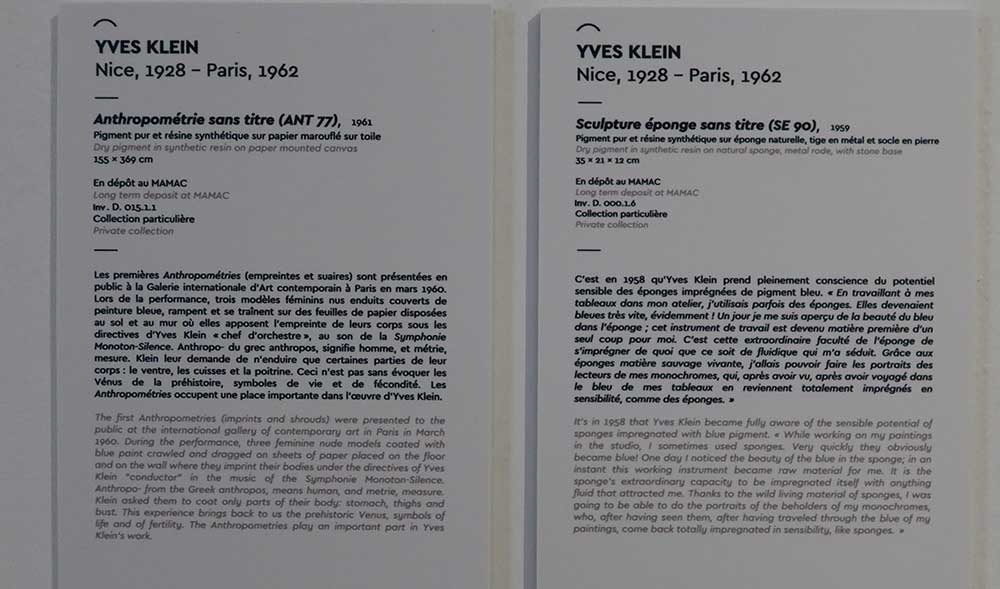 YVES KLEIN
Nice, 1928 – Paris, 1962
Anthropométrie sans titre (ANT 77), 1961
Pigment pur et résine synthétique sur papier marouflé sur toile
Dry pigment in synthetic resin on paper mounted canvas
155 × 369 cm
En dépôt au MAMAC
Long term deposit at MAMAC
Inv. D. 015.1.1
Collection particulière
Private collection
Les premières Anthropométries (empreintes et suaires) sont présentées en
public à la Galerie internationale d'Art contemporain à Paris en mars 1960.
Lors de la performance, trois modèles féminins nus enduits couverts de
peinture bleue, rampent et se traînent sur des feuilles de papier disposées
au sol et au mur où elles apposent l'empreinte de leurs corps sous les
directives d'Yves Klein « chef d'orchestre », au son de la Symphonie
Monoton-Silence. Anthropo- du grec anthropos, signifie homme, et métrie,
mesure. Klein leur demande de n'enduire que certaines parties de leur
corps : le ventre, les cuisses et la poitrine. Ceci n'est pas sans évoquer les
Vénus de la préhistoire, symboles de vie et de fécondité. Les
Anthropométries occupent une place importante dans l'œuvre d'Yves Klein.
The first Anthropometries (imprints and shrouds) were presented to the
public at the international gallery of contemporary art in Paris in March
1960. During the performance, three feminine nude models coated with
blue paint crawled and dragged on sheets of paper placed on the floor
and on the wall where they imprint their bodies under the directives of Yves
Klein "conductor" in the music of the Symphonie Monoton-Silence.
Anthropo- from the Greek anthropos, means human, and metrie, measure.
Klein asked them to coat only parts of their body: stomach, thighs and
bust. This experience brings back to us the prehistoric Venus, symbols of
life and of fertility. The Anthropometries play an important part in Yves
Klein's work.
YVES KLEIN
Nice, 1928 – Paris, 1962
Sculpture éponge sans titre (SE 90), 1959
Pigment pur et résine synthétique sur éponge naturelle, tige en métal et socle en pierre
Dry pigment in synthetic resin on natural sponge, metal rode, with stone base
35 × 21 × 12 cm
En dépôt au MAMAC
Long term deposit at MAMAC
Inv. D. 000.1.6
Collection particulière
Private collection
C'est en 1958 qu'Yves Klein prend pleinement conscience du potentiel
sensible des éponges imprégnées de pigment bleu. « En travaillant à mes
tableaux dans mon atelier, j'utilisais parfois des éponges. Elles devenaient
bleues très vite, évidemment ! Un jour je me suis aperçu de la beauté du bleu
dans l'éponge ; cet instrument de travail est devenu matière première d'un
seul coup pour moi. C'est cette extraordinaire faculté de l'éponge de
s'imprégner de quoi que ce soit de fluidique qui m'a séduit. Grâce aux
éponges matière sauvage vivante, j'allais pouvoir faire les portraits des
lecteurs de mes monochromes, qui, après avoir vu, après avoir voyagé dans
le bleu de mes tableaux en reviennent totalement imprégnés en
sensibilité, comme des éponges. »
It's in 1958 that Yves Klein became fully aware of the sensible potential of
sponges impregnated with blue pigment. « While working on my paintings
in the studio, I sometimes used sponges. Very quickly they obviously
became blue! One day I noticed the beauty of the blue in the sponge; in an
instant this working instrument became raw material for me. It is the
sponge's extraordinary capacity to be impregnated itself with anything
fluid that attracted me. Thanks to the wild living material of sponges, I was
going to be able to do the portraits of the beholders of my monochromes,
who, after having seen them, after having traveled through the blue of my
paintings, come back totally impregnated in sensibility, like sponges. »